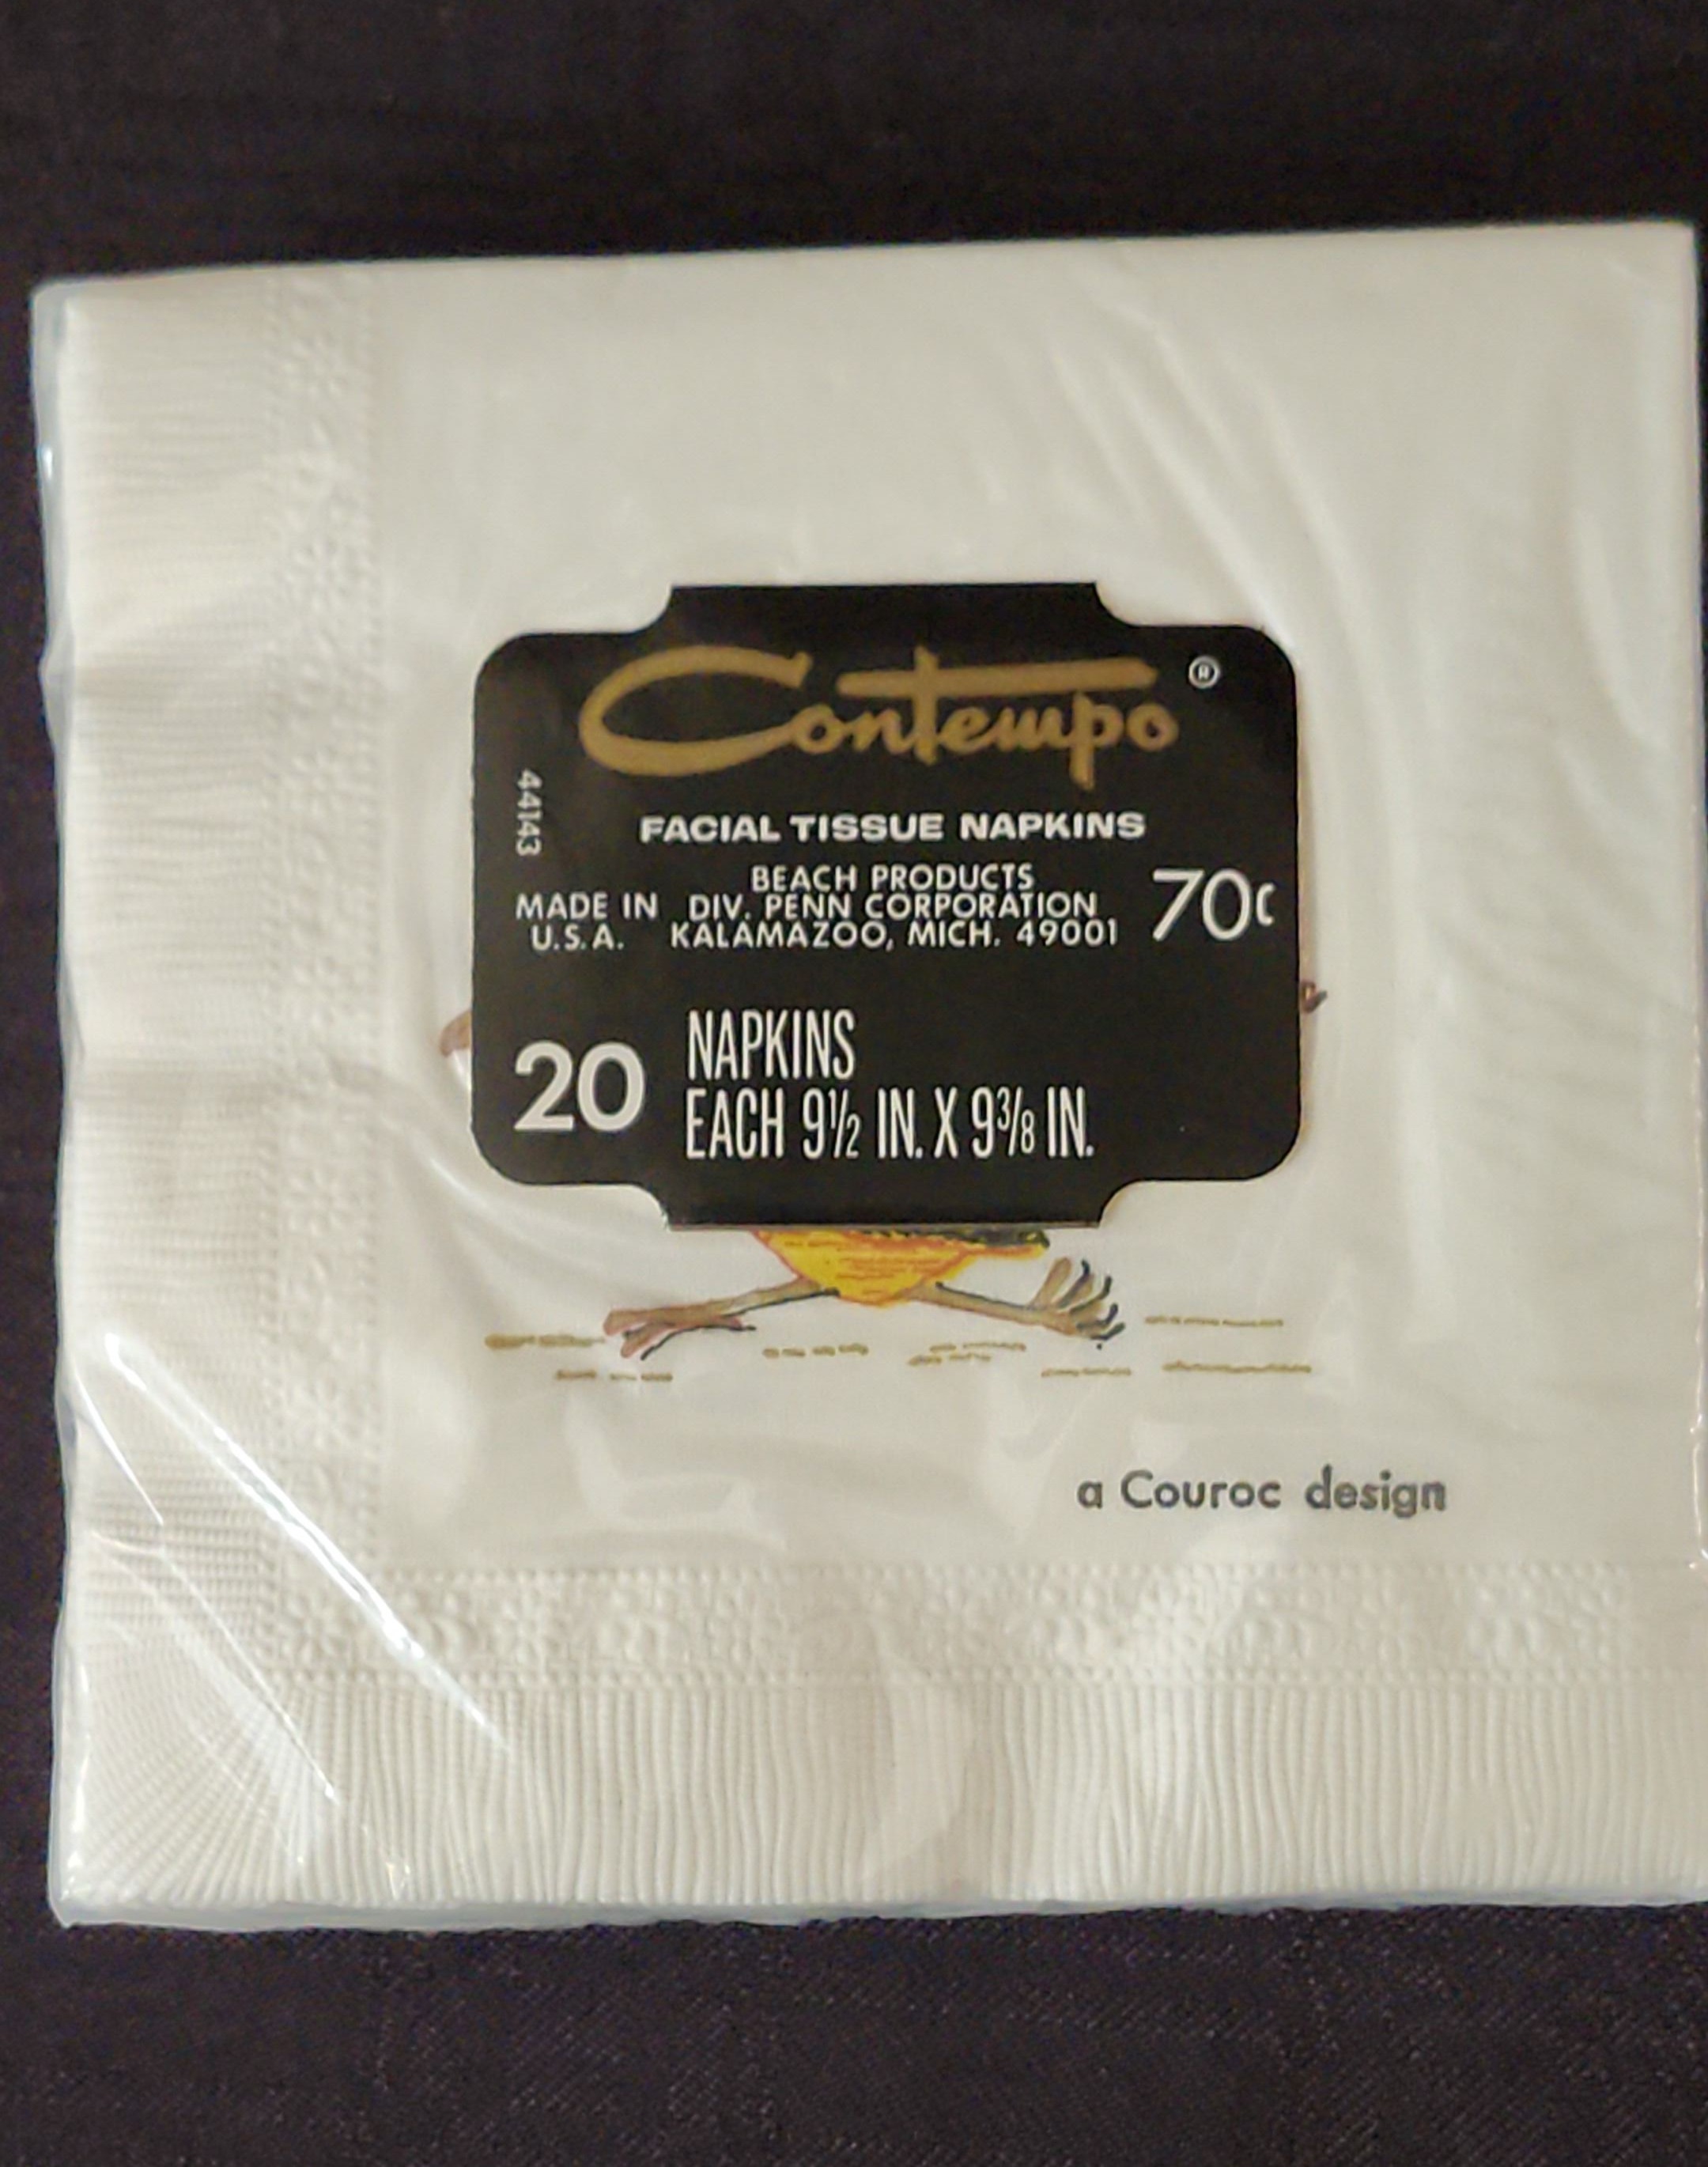 Contempo ®
44143
FACIAL TISSUE NAPKINS
BEACH PRODUCTS
MADE IN DIV. PENN CORPORATION 70¢
U.S.A. KALAMAZOO, MICH. 49001
20 NAPKINS
EACH 9½ IN. X 9⅜ IN.
a Couroc design